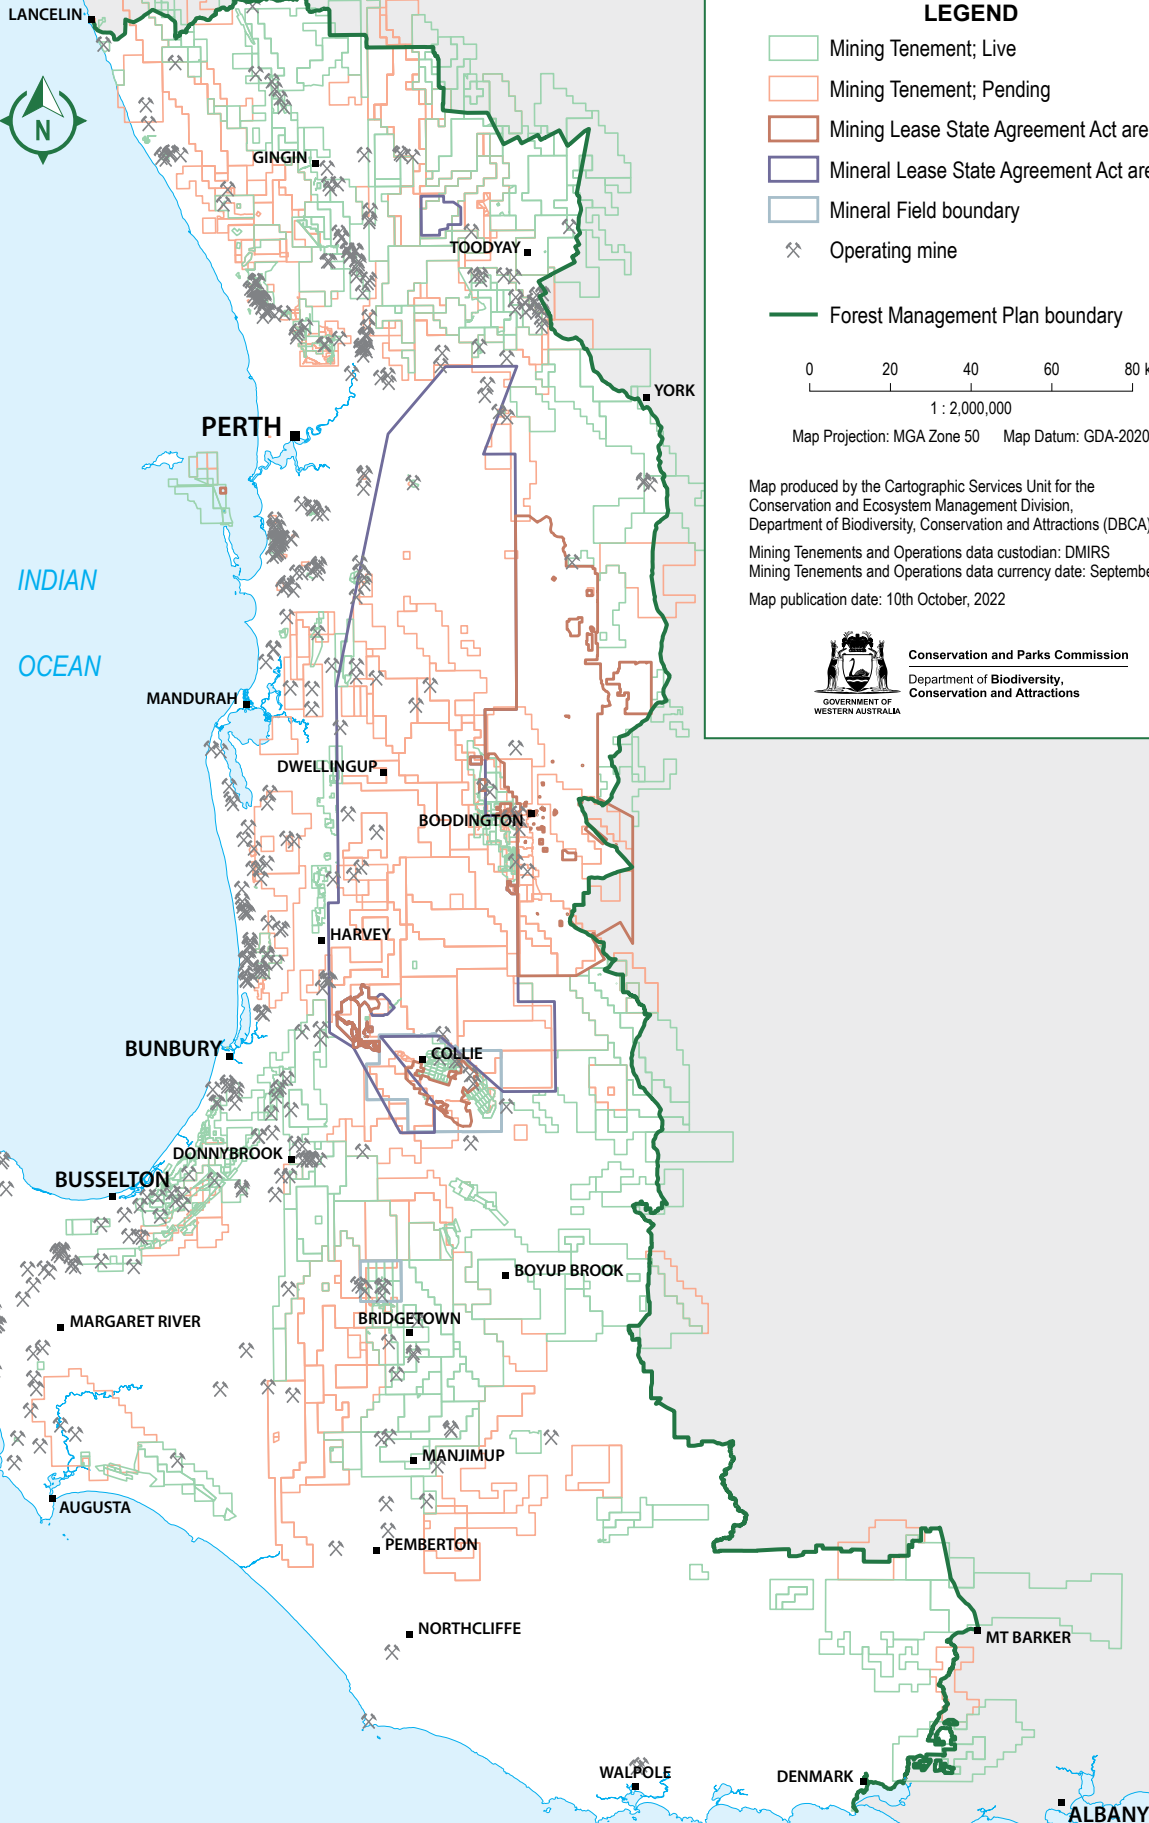 LEGEND
Mining Tenement; Live
Mining Tenement; Pending
Mining Lease State Agreement Act
Mineral Lease State Agreement Act
Mineral Field boundary
Operating mine
Forest Management Plan boundary
0 20 40 60 80
1 : 2,000,000
Map Projection: MGA Zone 50 Map Datum: GDA-2020
Map produced by the Cartographic Services Unit for the
Conservation and Ecosystem Management Division,
Department of Biodiversity, Conservation and Attractions (DBCA)
Mining Tenements and Operations data custodian: DMIRS
Mining Tenements and Operations data currency date:
Map publication date: 10th October, 2022
GOVERNMENT OF
WESTERN AUSTRALIA
Conservation and Parks Commission
Department of Biodiversity,
Conservation and Attractions
LANCELIN
N
GINGIN
TOODYAY
YORK
PERTH
INDIAN
OCEAN
MANDURAH
DWELLINGUP
BODDINGTON
HARVEY
BUNBURY
COLLIE
DONNYBROOK
BUSSELTON
BOYUP BROOK
BRIDGETOWN
MARGARET RIVER
MANJIMUP
AUGUSTA
PEMBERTON
NORTHCLIFFE
MT BARKER
WALPOLE
DENMARK
ALBANY